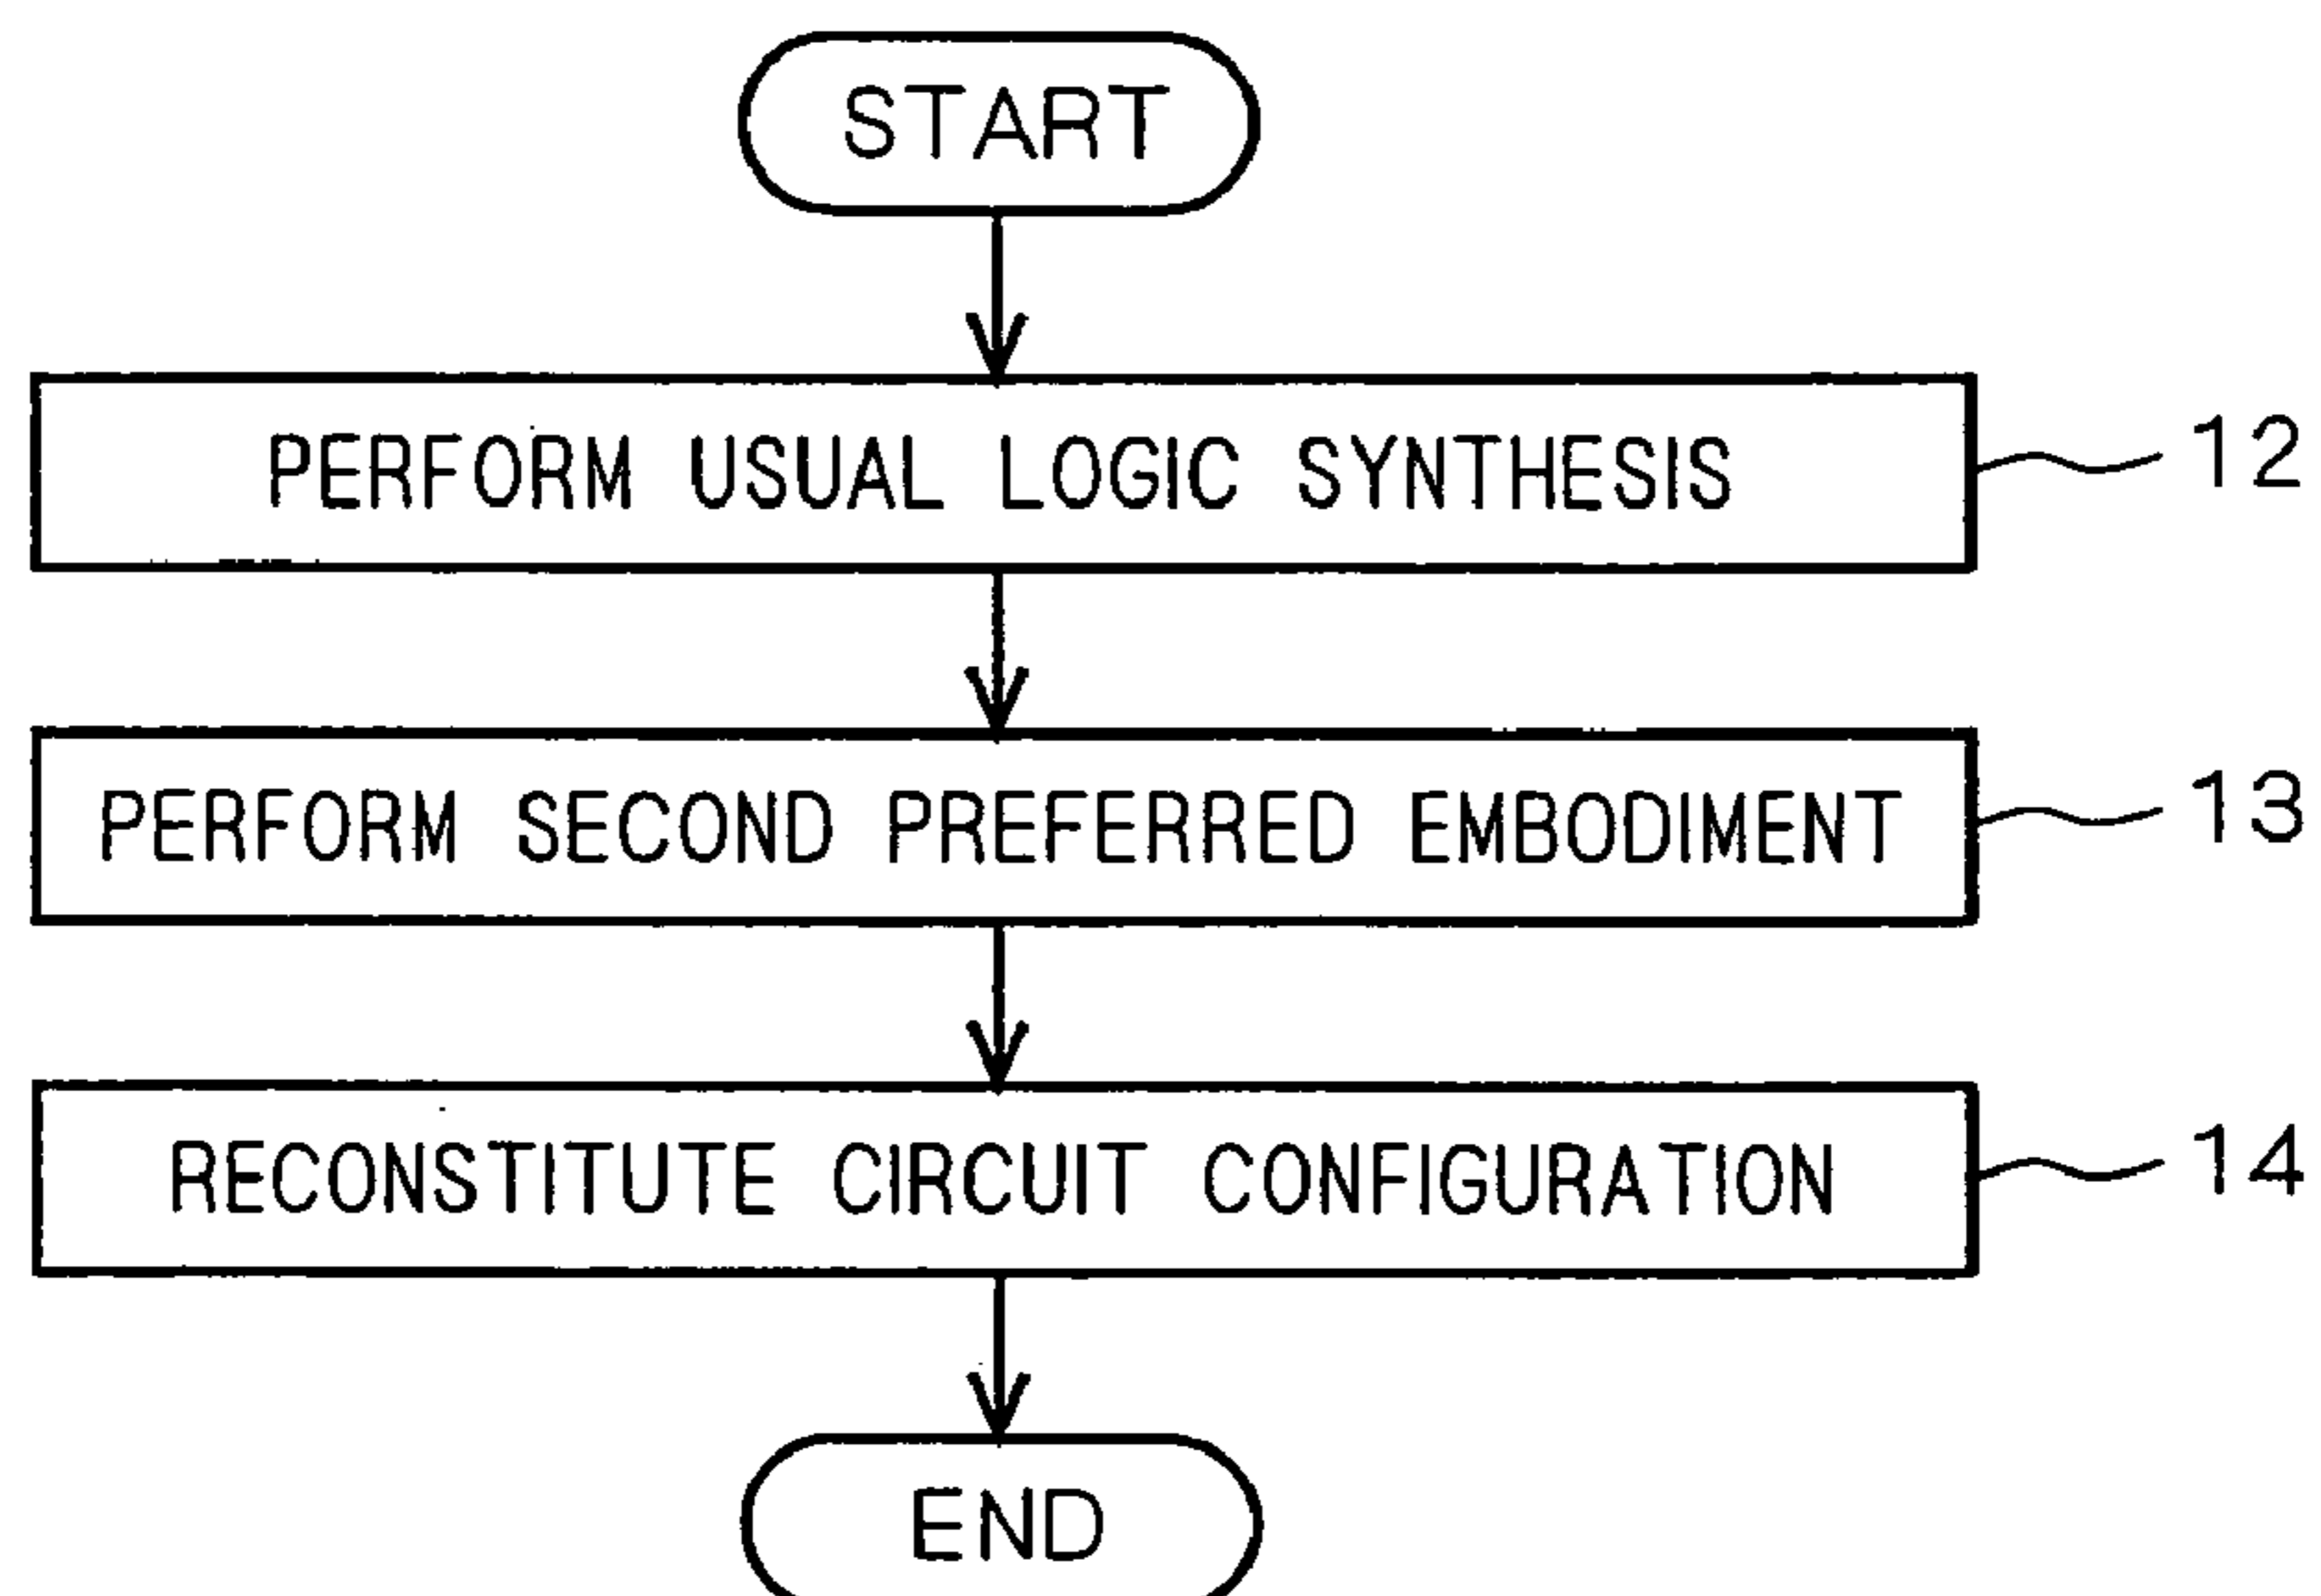 START
PERFORM USUAL LOGIC SYNTHESIS 12
PERFORM SECOND PREFERRED EMBODIMENT 13
RECONSTITUTE CIRCUIT CONFIGURATION 14
END